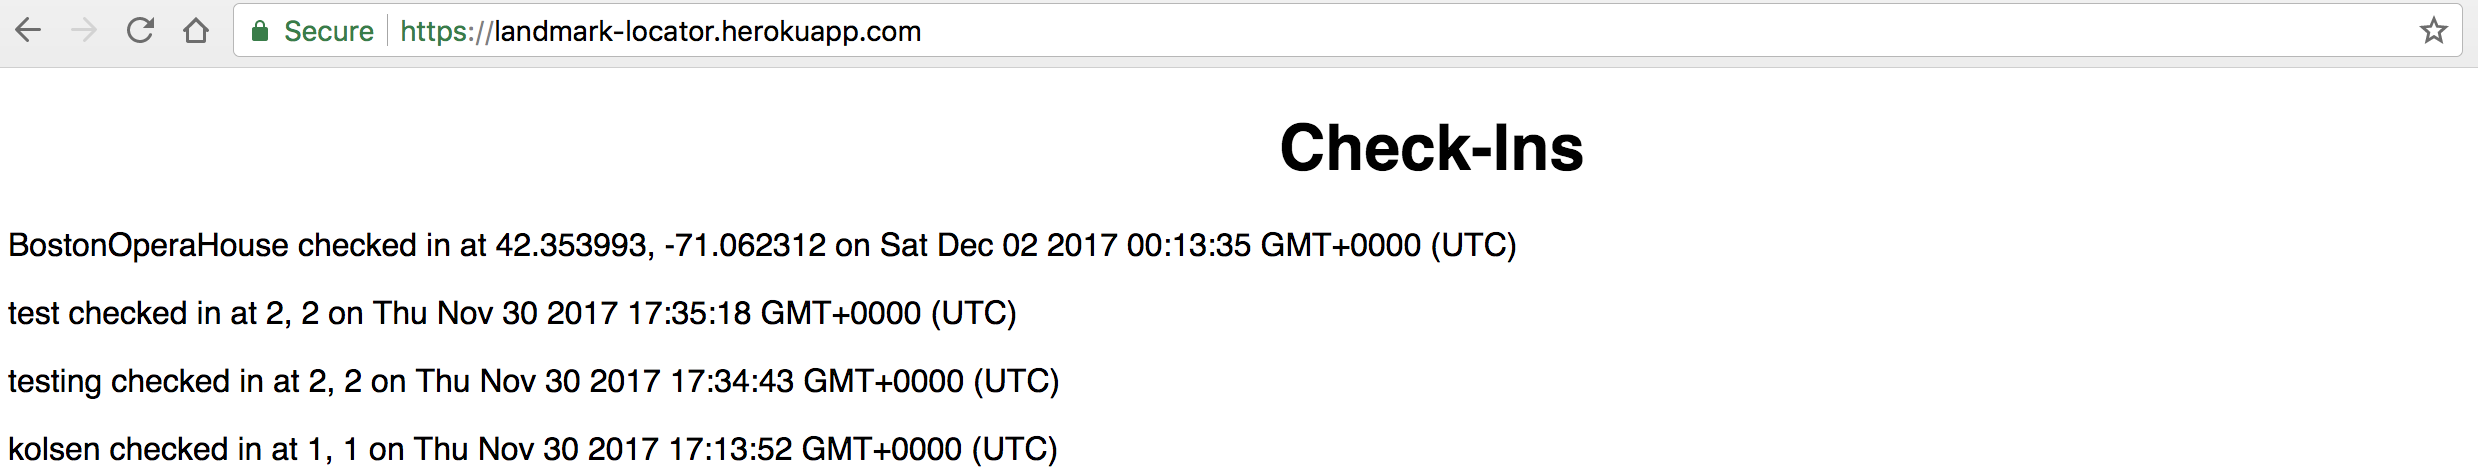 Secure https://landmark-locator.herokuapp.com
Check-Ins
BostonOperaHouse checked in at 42.353993, -71.062312 on Sat Dec 02 2017 00:13:35 GMT+0000 (UTC)
test checked in at 2, 2 on Thu Nov 30 2017 17:35:18 GMT+0000 (UTC)
testing checked in at 2, 2 on Thu Nov 30 2017 17:34:43 GMT+0000 (UTC)
kolsen checked in at 1, 1 on Thu Nov 30 2017 17:13:52 GMT+0000 (UTC)